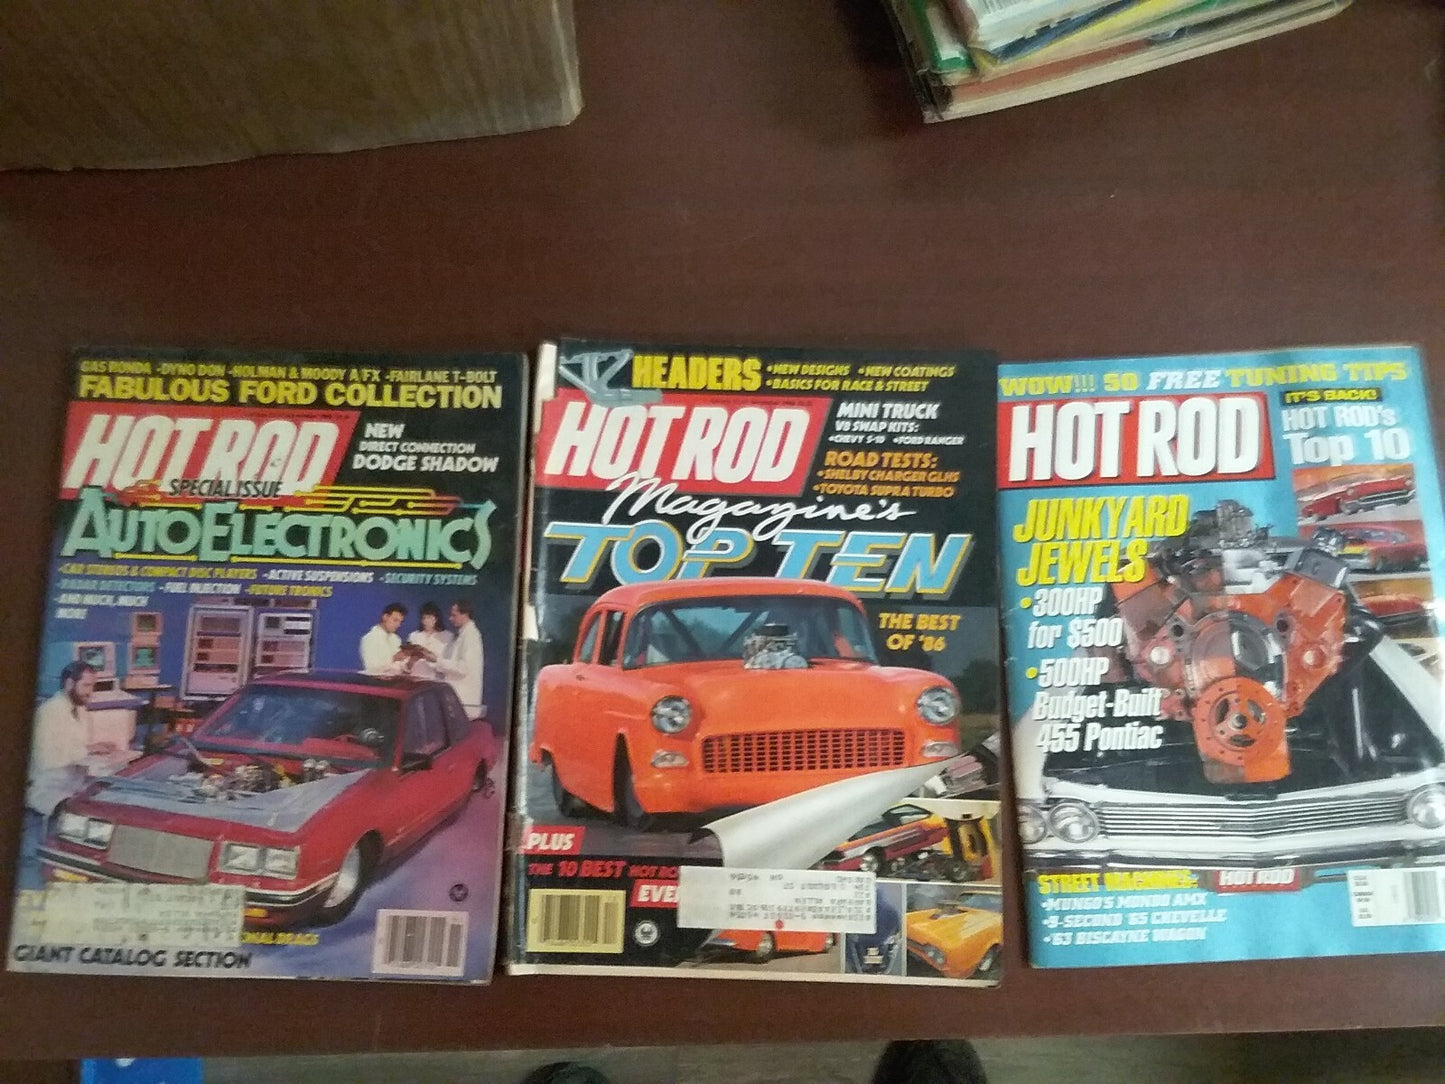 GAS RONDA -DYNO DON -HOLMAN & MOODY A/FX -FAIRLANE T-BOLT
FABULOUS FORD COLLECTION
HOT ROD
NEW
DIRECT CONNECTION
DODGE SHADOW
SPECIAL ISSUE
AUTOELECTRONICS
-CAR STEREOS & COMPACT DISC PLAYERS -ACTIVE SUSPENSIONS -SECURITY SYSTEMS
-RADAR DETECTORS -FUEL INJECTION -FUTURE TRONICS
-AND MUCH, MUCH
MORE
GIANT CATALOG SECTION
HEADERS
•NEW DESIGNS •NEW COATINGS
•BASICS FOR RACE & STREET
HOT ROD
MINI TRUCK
V8 SWAP KITS:
•CHEVY S-10 •FORD RANGER
ROAD TESTS:
•SHELBY CHARGER GLHS
•TOYOTA SUPRA TURBO
Magazine's
TOP TEN
THE BEST
OF '86
PLUS
THE 10 BEST HOT RO
EVE
WOW!!! 50 FREE TUNING TIPS
HOT ROD
IT'S BACK!
HOT ROD's
Top 10
JUNKYARD
JEWELS
•300HP
for $500
•500HP
Budget-Built
455 Pontiac
STREET MACHINES:
HOT ROD
•MUNGO'S MONDO AMX
•9-SECOND '65 CHEVELLE
•'63 BISCAYNE WAGON